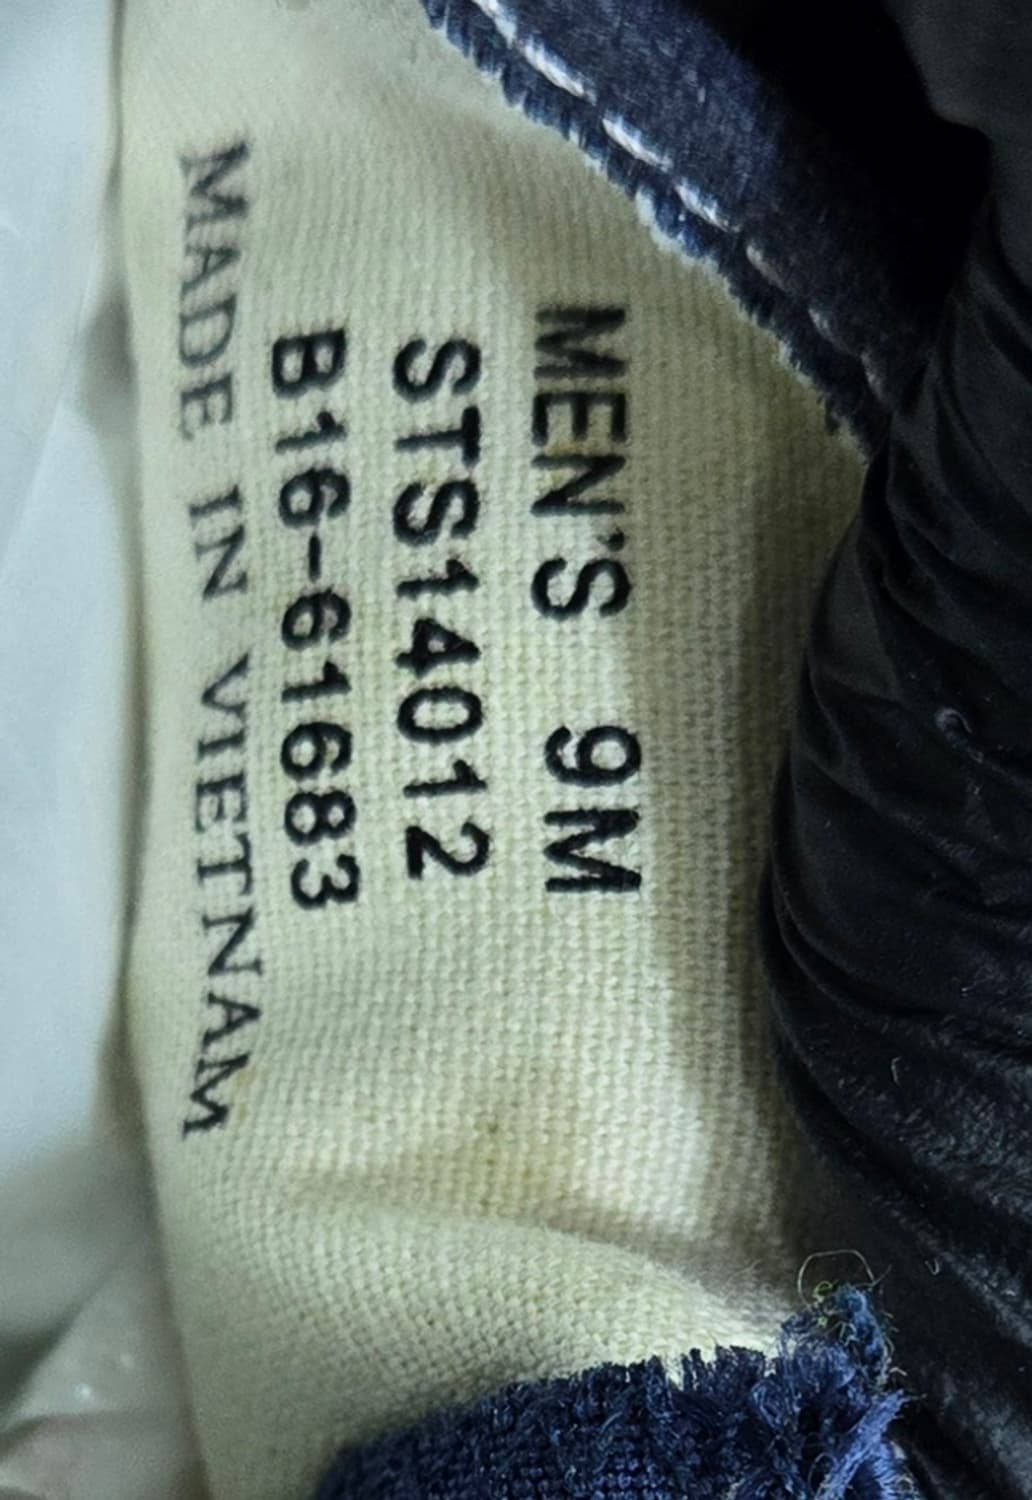 MEN'S 9M
STS14012
B16-61683
MADE IN VIETNAM